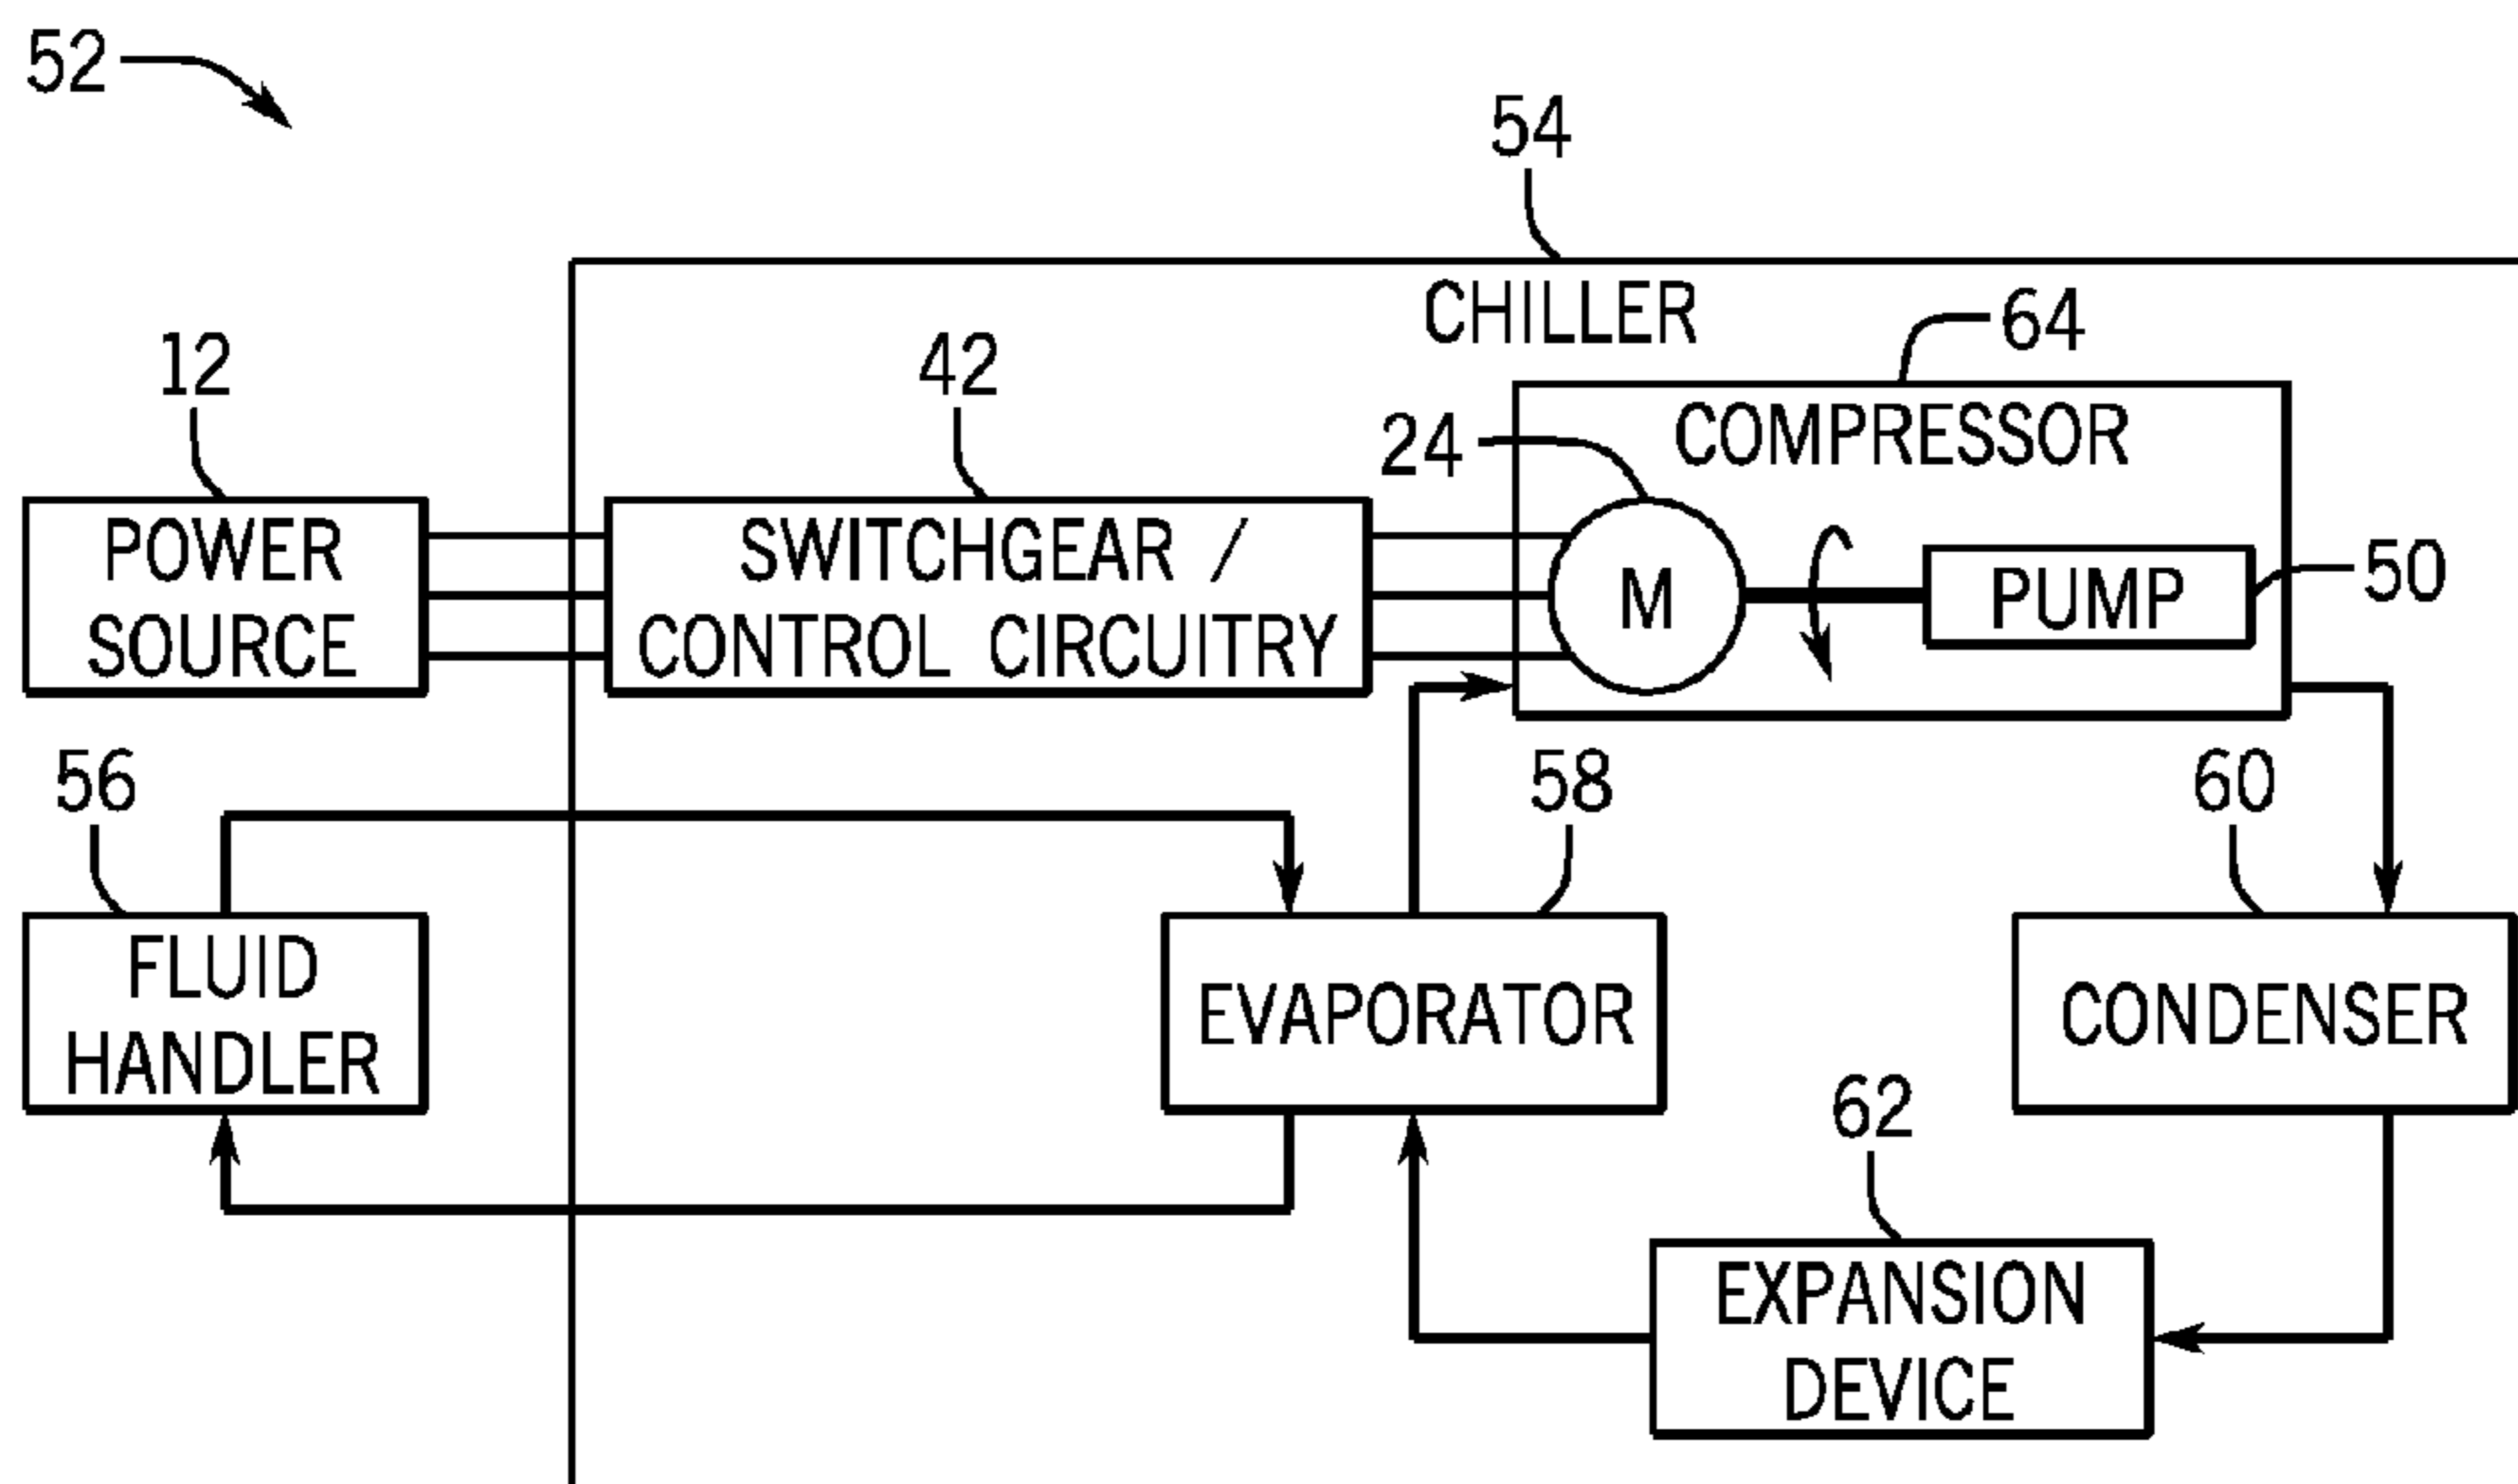 52
54
CHILLER
64
12
42
24
COMPRESSOR
POWER
SOURCE
SWITCHGEAR /
CONTROL CIRCUITRY
M
PUMP
50
56
58
60
FLUID
HANDLER
EVAPORATOR
CONDENSER
62
EXPANSION
DEVICE